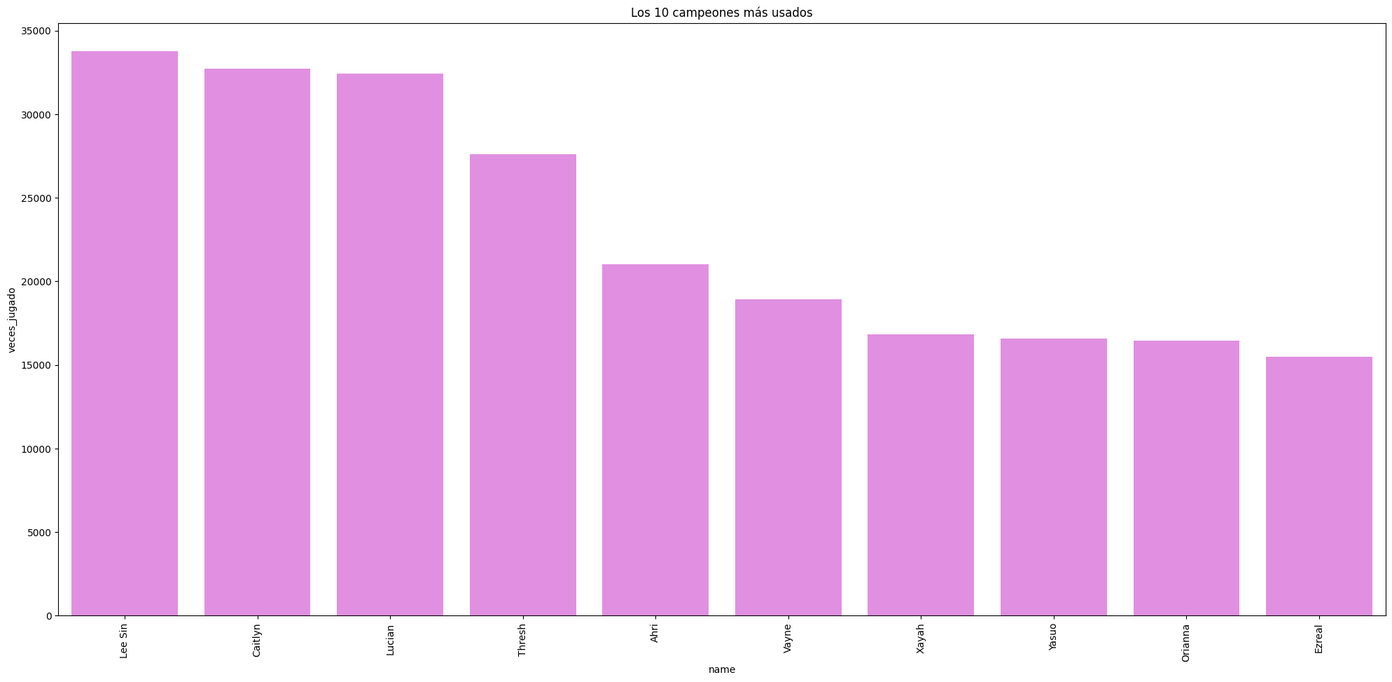 Los 10 campeones más usados
veces_jugado
35000
30000
25000
20000
15000
10000
5000
0
Lee Sin
Caitlyn
Lucian
Thresh
Ahri
Vayne
Xayah
Yasuo
Orianna
Ezreal
name